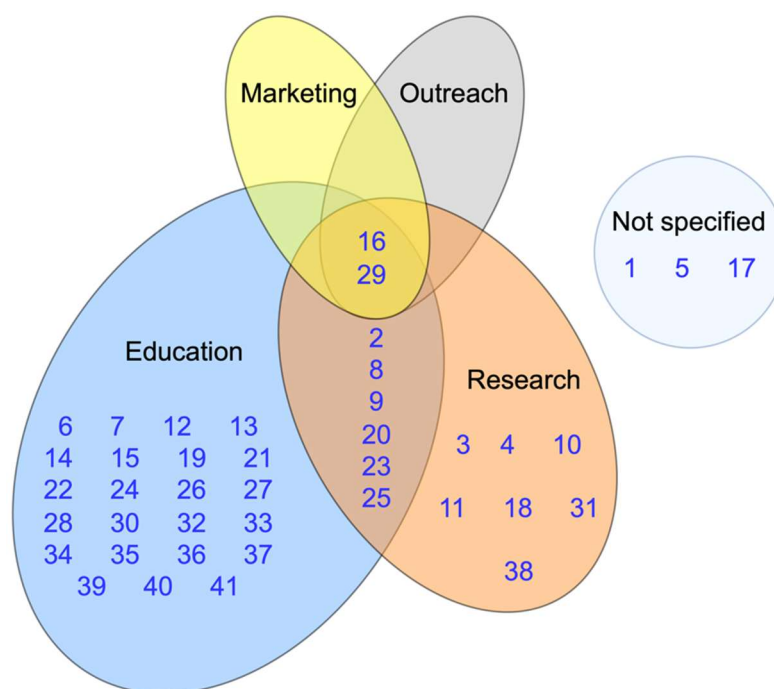 Marketing
Outreach
Not specified
1 5 17
16
29
Education
2
8
9
20
23
25
Research
6 7 12 13
14 15 19 21
22 24 26 27
28 30 32 33
34 35 36 37
39 40 41
3 4 10
11 18 31
38